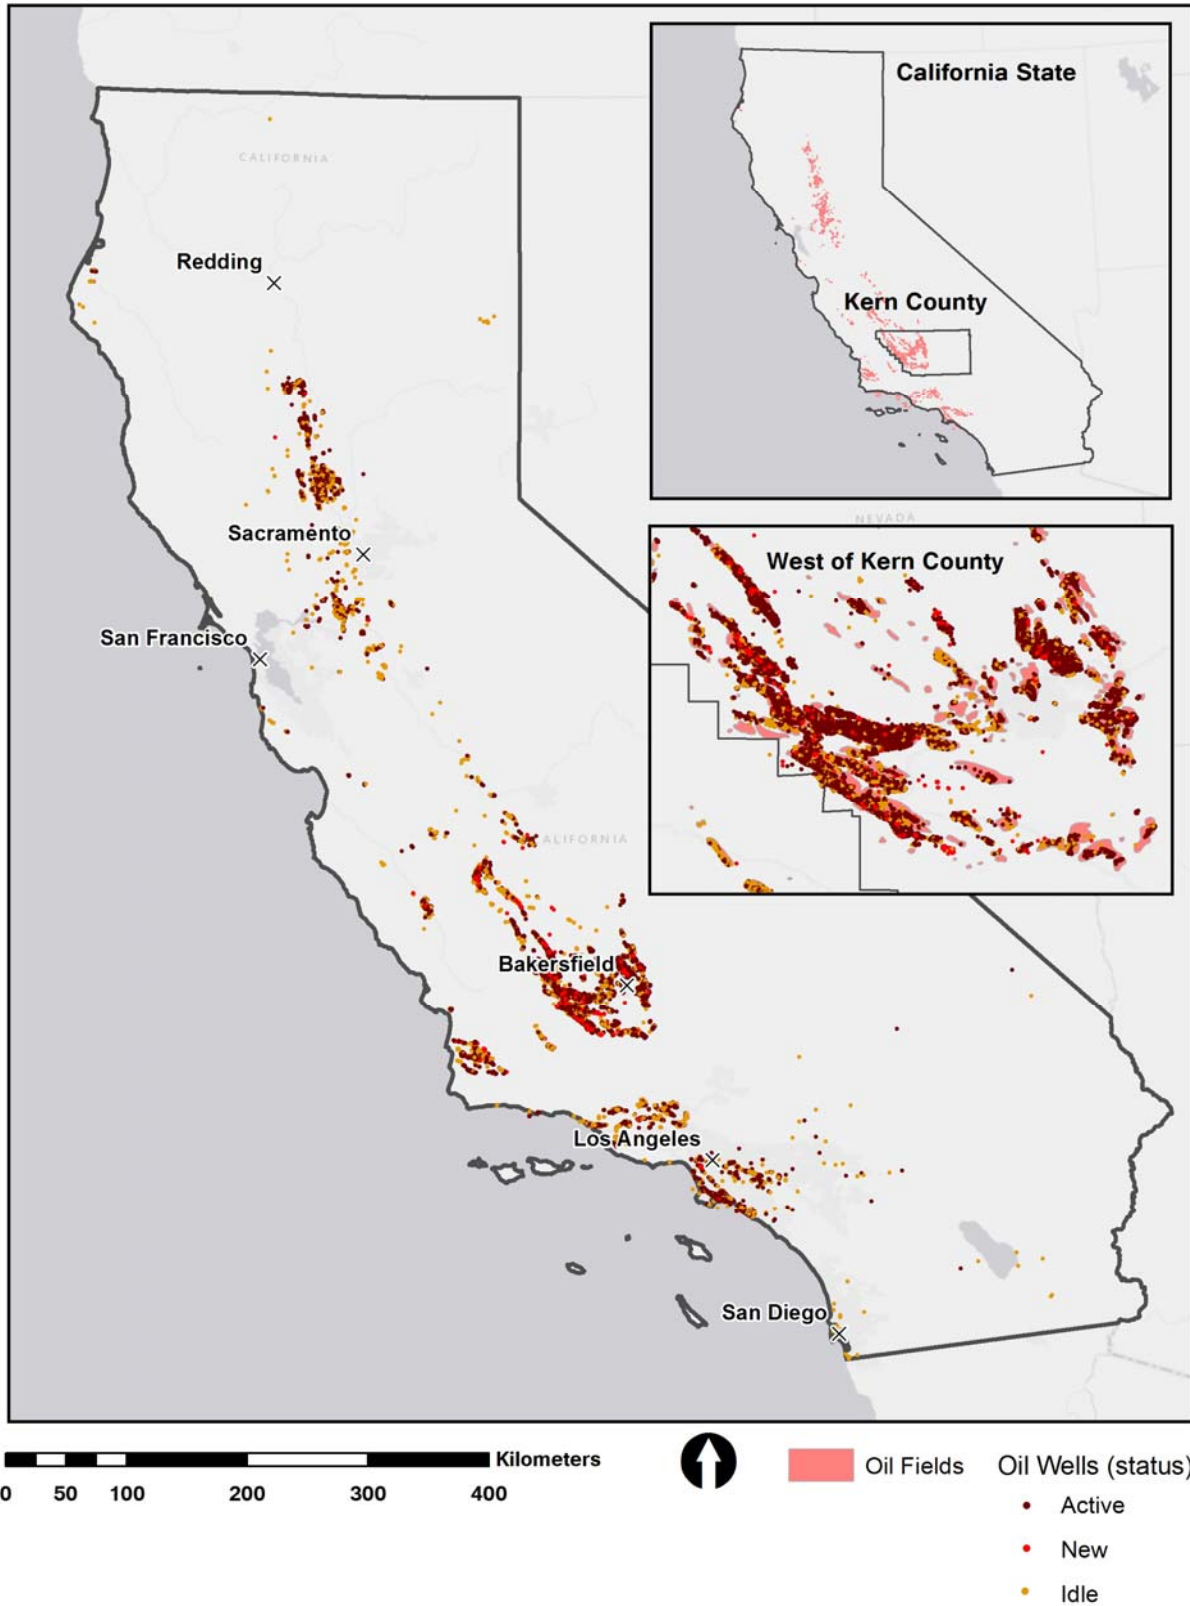 California State
CALIFORNIA
Redding
Kern County
NEVADA
Sacramento
West of Kern County
San Francisco
ALIFORNIA
Bakersfield
Los Angeles
San Diego
Kilometers
0 50 100 200 300 400
Oil Fields
Oil Wells (status)
Active
New
Idle